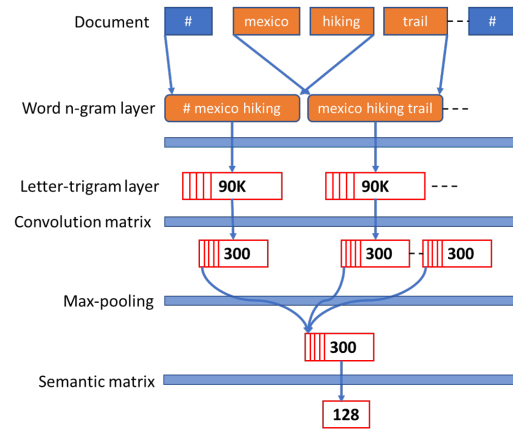 Document # mexico hiking trail #
Word n-gram layer # mexico hiking mexico hiking trail
Letter-trigram layer 90K 90K
Convolution matrix
300 300 300
Max-pooling
300
Semantic matrix
128